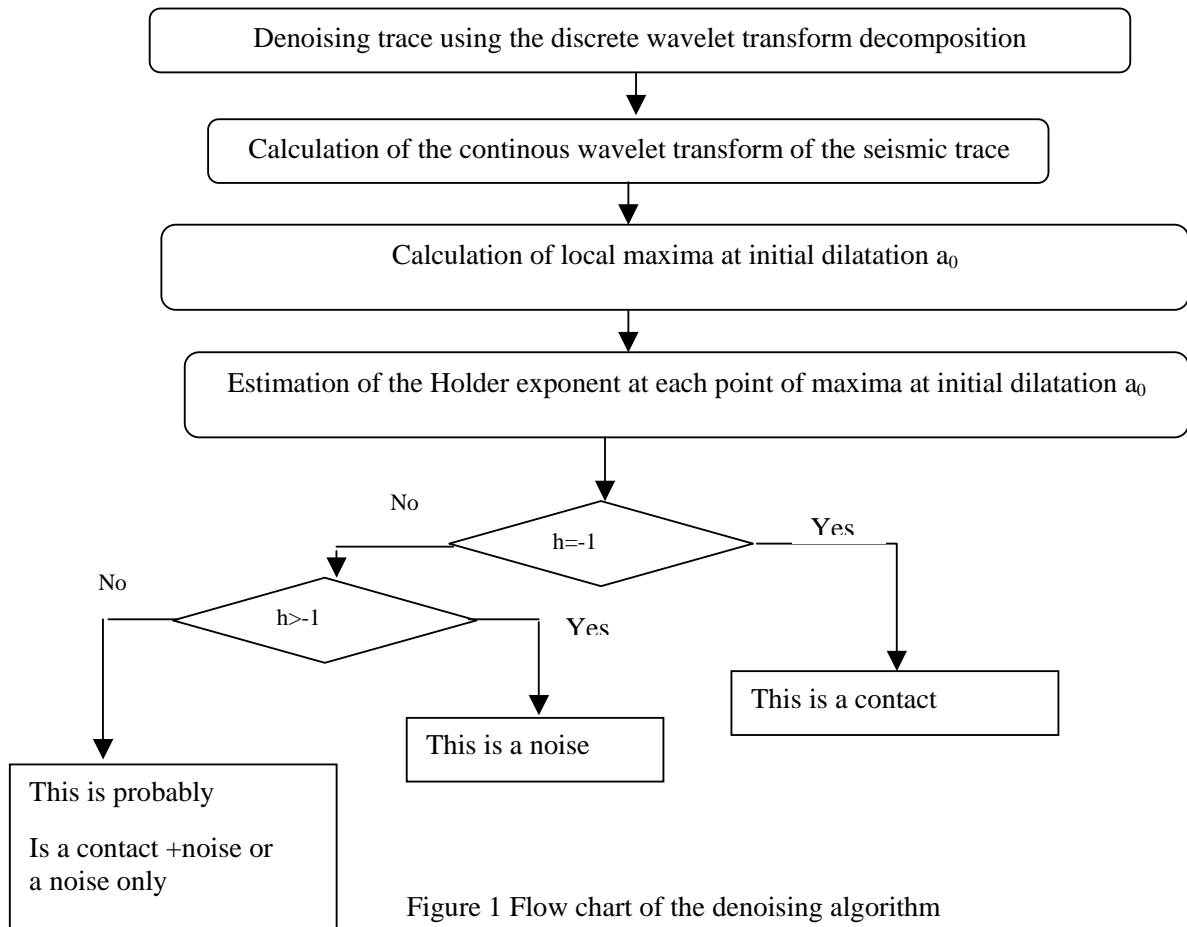 Denoising trace using the discrete wavelet transform decomposition
Calculation of the continous wavelet transform of the seismic trace
Calculation of local maxima at initial dilatation a₀
Estimation of the Holder exponent at each point of maxima at initial dilatation a₀
No
Yes
h=-1
No
h>-1
Yes
This is a contact
This is a noise
This is probably
Is a contact +noise or
a noise only
Figure 1 Flow chart of the denoising algorithm